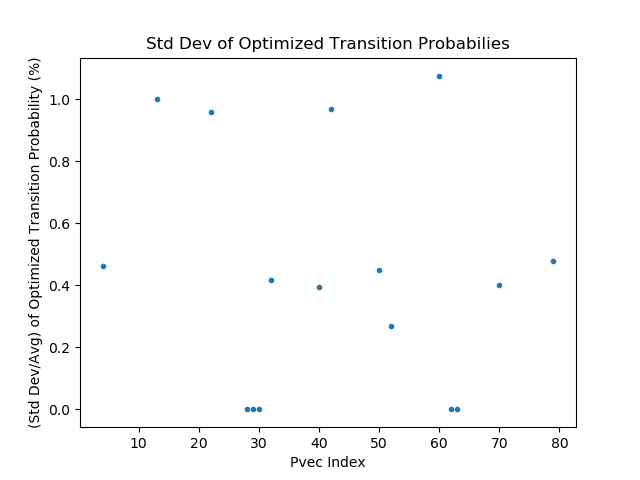 Std Dev of Optimized Transition Probabilies
(Std Dev/Avg) of Optimized Transition Probability (%)
1.0
0.8
0.6
0.4
0.2
0.0
10 20 30 40 50 60 70 80
Pvec Index